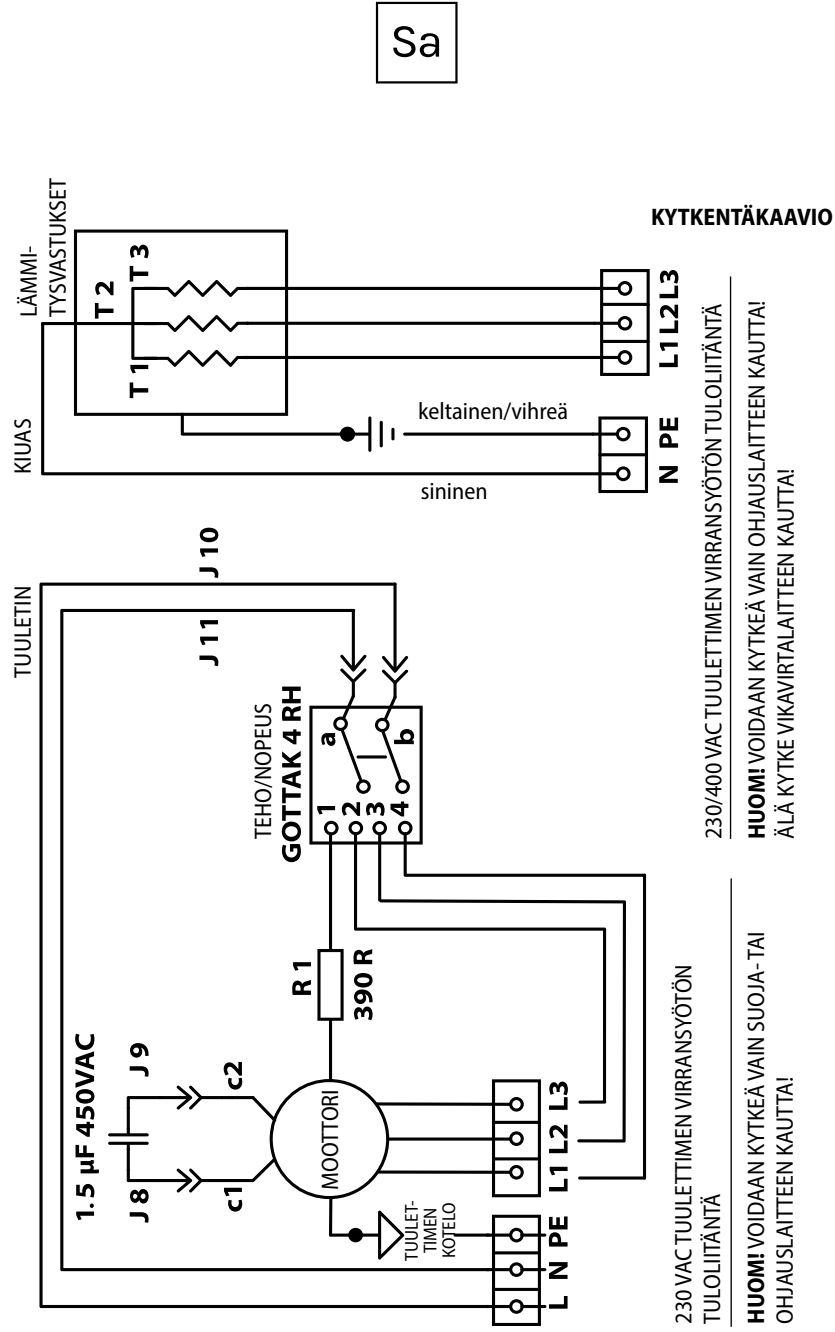 Sa
KYTKENTÄKAAVIO
TUULETIN
KIUAS
LÄMMI-
TYSVASTUKSET
T 1
T 2
T 3
J 10
J 11
1.5 µF 450VAC
J 8
J 9
c1
c2
MOOTTORI
R 1
390 R
TEHO/NOPEUS
GOTTAK 4 RH
1
2
3
4
a
b
TUULET-
TIMEN
KOTELO
L N PE
L1 L2 L3
keltainen/vihreä
sininen
N PE
L1 L2 L3
230 VAC TUULETTIMEN VIRRANSYÖTÖN
TULOLIITÄNTÄ
HUOM! VOIDAAN KYTKEÄ VAIN SUOJA- TAI
OHJAUSLAITTEEN KAUTTA!
230/400 VAC TUULETTIMEN VIRRANSYÖTÖN TULOLIITÄNTÄ
HUOM! VOIDAAN KYTKEÄ VAIN OHJAUSLAITTEEN KAUTTA!
ÄLÄ KYTKE VIKAVIRTALAITTEEN KAUTTA!